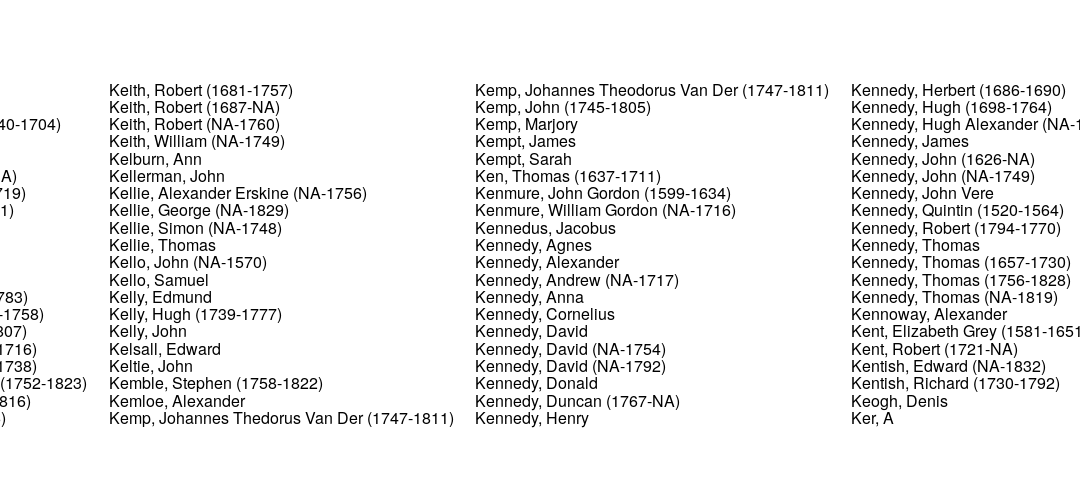 40-1704)
A)
719)
1)
783)
-1758)
807)
1716)
1738)
(1752-1823)
816)
)
Keith, Robert (1681-1757)
Keith, Robert (1687-NA)
Keith, Robert (NA-1760)
Keith, William (NA-1749)
Kelburn, Ann
Kellerman, John
Kellie, Alexander Erskine (NA-1756)
Kellie, George (NA-1829)
Kellie, Simon (NA-1748)
Kellie, Thomas
Kello, John (NA-1570)
Kello, Samuel
Kelly, Edmund
Kelly, Hugh (1739-1777)
Kelly, John
Kelsall, Edward
Keltie, John
Kemble, Stephen (1758-1822)
Kemloe, Alexander
Kemp, Johannes Thedorus Van Der (1747-1811)
Kemp, Johannes Theodorus Van Der (1747-1811)
Kemp, John (1745-1805)
Kemp, Marjory
Kempt, James
Kempt, Sarah
Ken, Thomas (1637-1711)
Kenmure, John Gordon (1599-1634)
Kenmure, William Gordon (NA-1716)
Kennedus, Jacobus
Kennedy, Agnes
Kennedy, Alexander
Kennedy, Andrew (NA-1717)
Kennedy, Anna
Kennedy, Cornelius
Kennedy, David
Kennedy, David (NA-1754)
Kennedy, David (NA-1792)
Kennedy, Donald
Kennedy, Duncan (1767-NA)
Kennedy, Henry
Kennedy, Herbert (1686-1690)
Kennedy, Hugh (1698-1764)
Kennedy, Hugh Alexander (NA-1
Kennedy, James
Kennedy, John (1626-NA)
Kennedy, John (NA-1749)
Kennedy, John Vere
Kennedy, Quintin (1520-1564)
Kennedy, Robert (1794-1770)
Kennedy, Thomas
Kennedy, Thomas (1657-1730)
Kennedy, Thomas (1756-1828)
Kennedy, Thomas (NA-1819)
Kennoway, Alexander
Kent, Elizabeth Grey (1581-1651
Kent, Robert (1721-NA)
Kentish, Edward (NA-1832)
Kentish, Richard (1730-1792)
Keogh, Denis
Ker, A